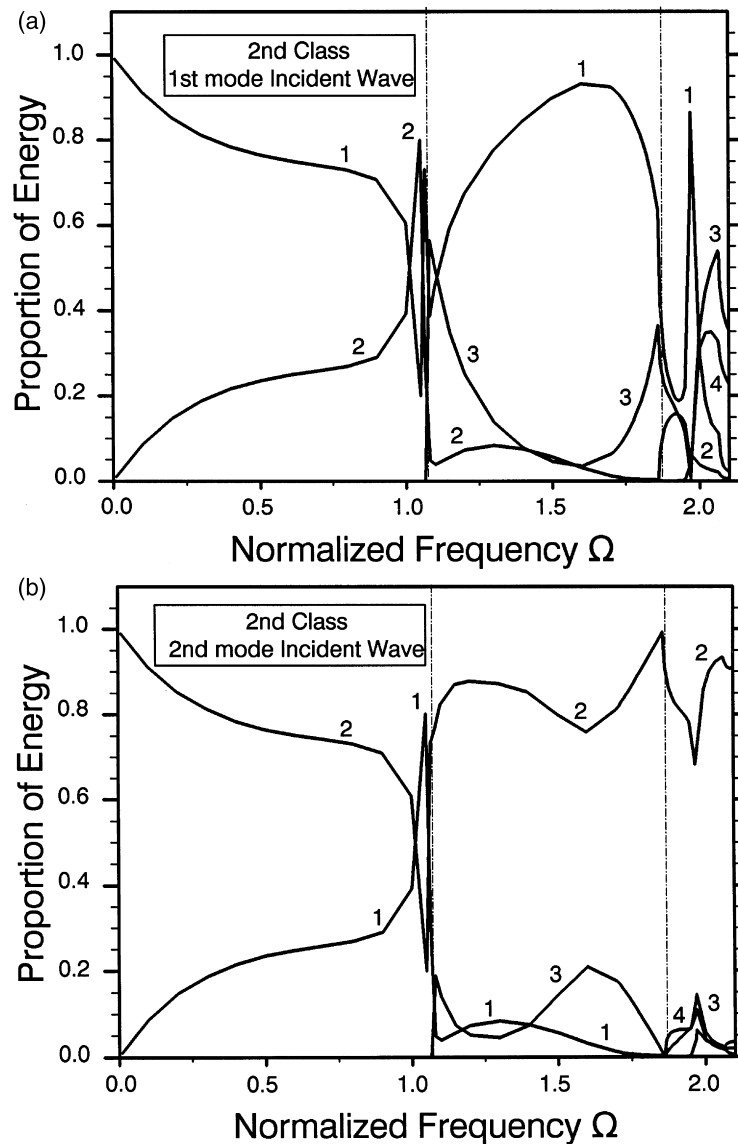 (a)
2nd Class
1st mode Incident Wave
Proportion of Energy
1.0
0.8
0.6
0.4
0.2
0.0
1
2
2
1
3
2
3
1
3
4
2
0.0 0.5 1.0 1.5 2.0
Normalized Frequency Ω
(b)
2nd Class
2nd mode Incident Wave
Proportion of Energy
1.0
0.8
0.6
0.4
0.2
0.0
2
1
1
2
2
3
1
1
4
3
0.0 0.5 1.0 1.5 2.0
Normalized Frequency Ω